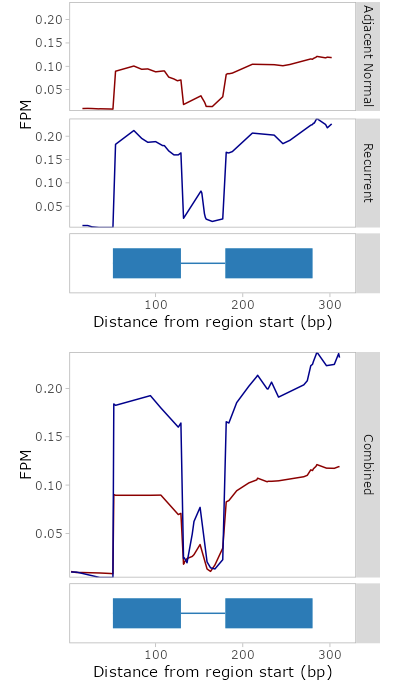 0.20
0.15
0.10
0.05
Adjacent Normal
FPM
0.20
0.15
0.10
0.05
Recurrent
100 200 300
Distance from region start (bp)
0.20
0.15
0.10
0.05
FPM
Combined
100 200 300
Distance from region start (bp)